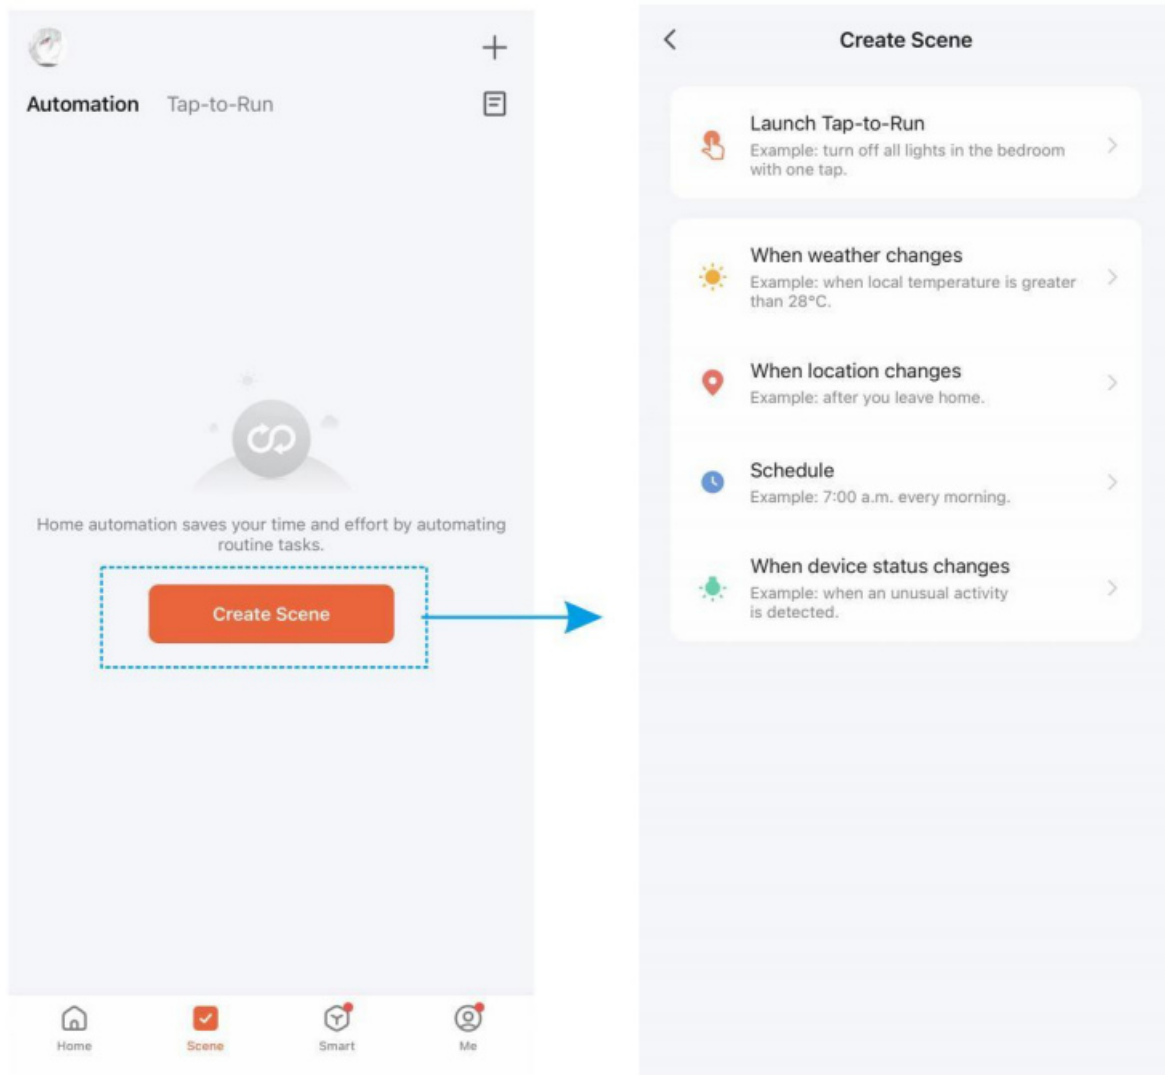 Automation Tap-to-Run
Home automation saves your time and effort by automating
routine tasks.
Create Scene
Home Scene Smart Me
Create Scene
Launch Tap-to-Run
Example: turn off all lights in the bedroom
with one tap.
When weather changes
Example: when local temperature is greater
than 28°C.
When location changes
Example: after you leave home.
Schedule
Example: 7:00 a.m. every morning.
When device status changes
Example: when an unusual activity
is detected.